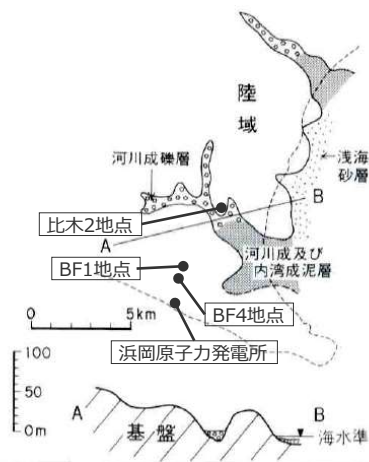 陸
域
浅海
砂層
河川成礫層
B
比木2地点
A
河川成及び
内湾成泥層
BF1地点
BF4地点
0
5km
浜岡原子力発電所
100
50
0m
A
B
基盤
海水準